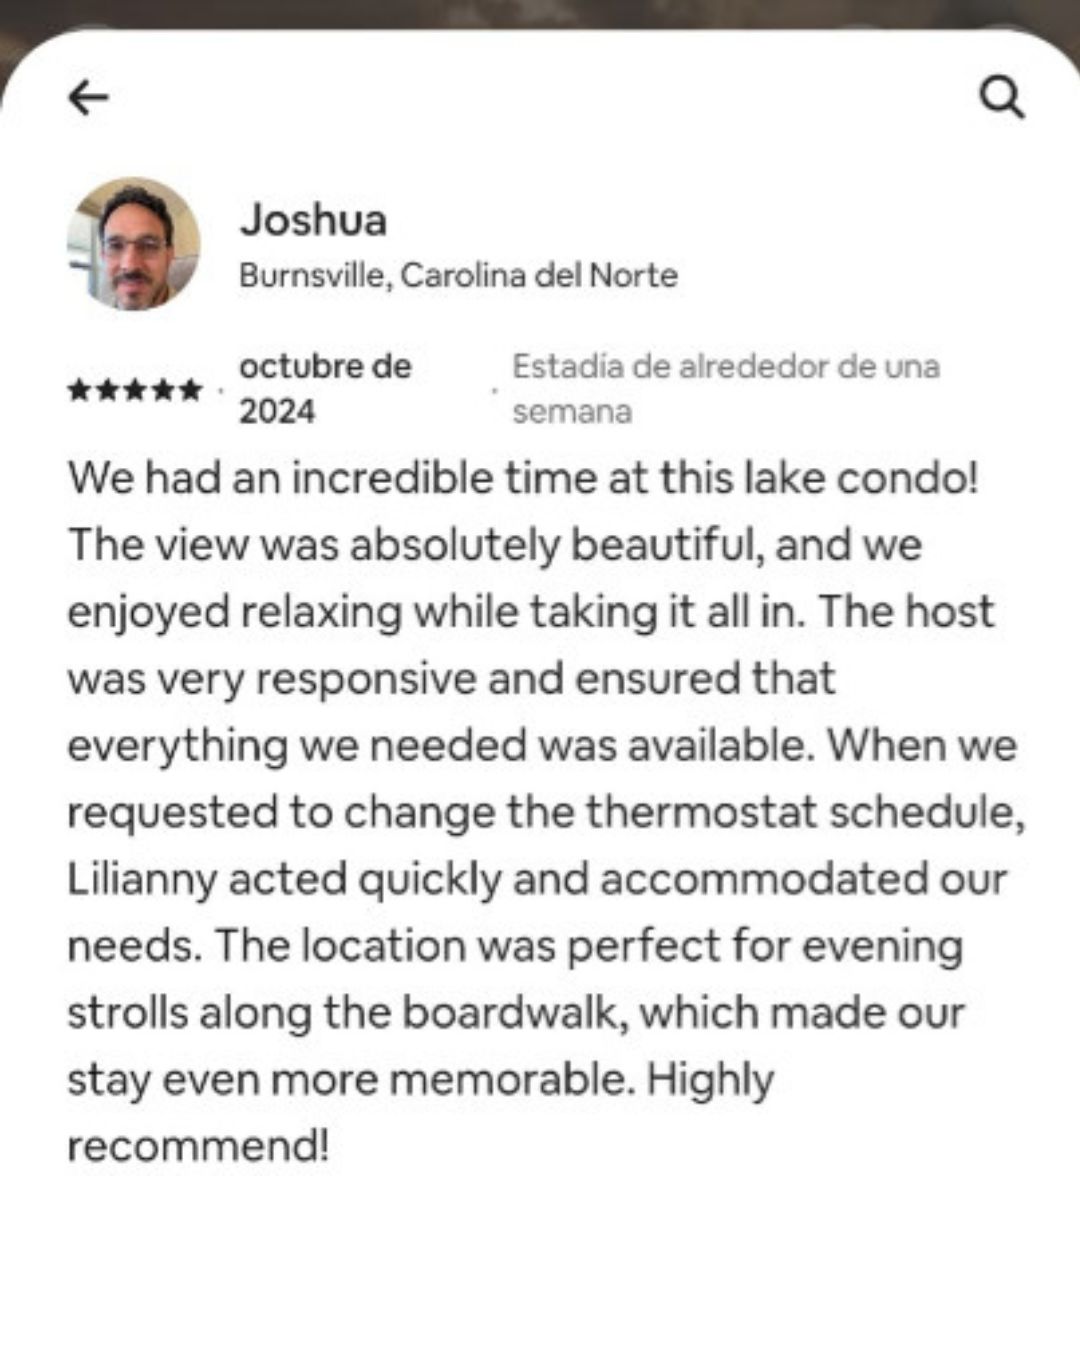 Joshua
Burnsville, Carolina del Norte
★★★★★ · octubre de 2024 · Estadía de alrededor de una semana
We had an incredible time at this lake condo!
The view was absolutely beautiful, and we
enjoyed relaxing while taking it all in. The host
was very responsive and ensured that
everything we needed was available. When we
requested to change the thermostat schedule,
Lilianny acted quickly and accommodated our
needs. The location was perfect for evening
strolls along the boardwalk, which made our
stay even more memorable. Highly
recommend!